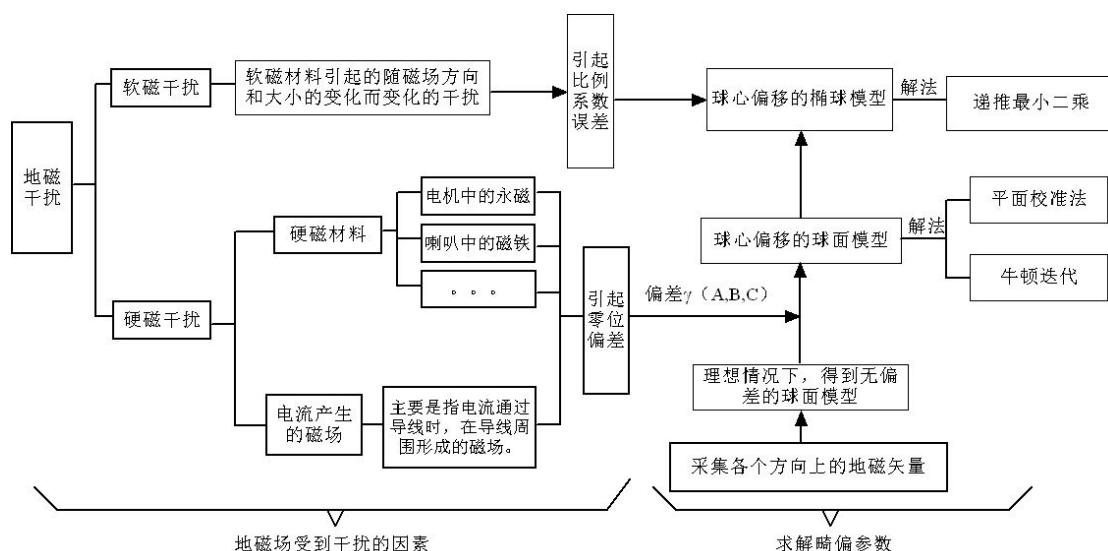 地磁
干扰
软磁干扰
软磁材料引起的随磁场方向
和大小的变化而变化的干扰
引起
比例
系数
误差
球心偏移的椭球模型
解法
递推最小二乘
硬磁干扰
硬磁材料
电机中的永磁
喇叭中的磁铁
。。。
电流产生
的磁场
主要是指电流通过
导线时，在导线周
围形成的磁场。
引起
零位
偏差
偏差γ（A,B,C）
球心偏移的球面模型
解法
平面校准法
牛顿迭代
理想情况下，得到无偏
差的球面模型
采集各个方向上的地磁矢量
地磁场受到干扰的因素
求解畸偏参数